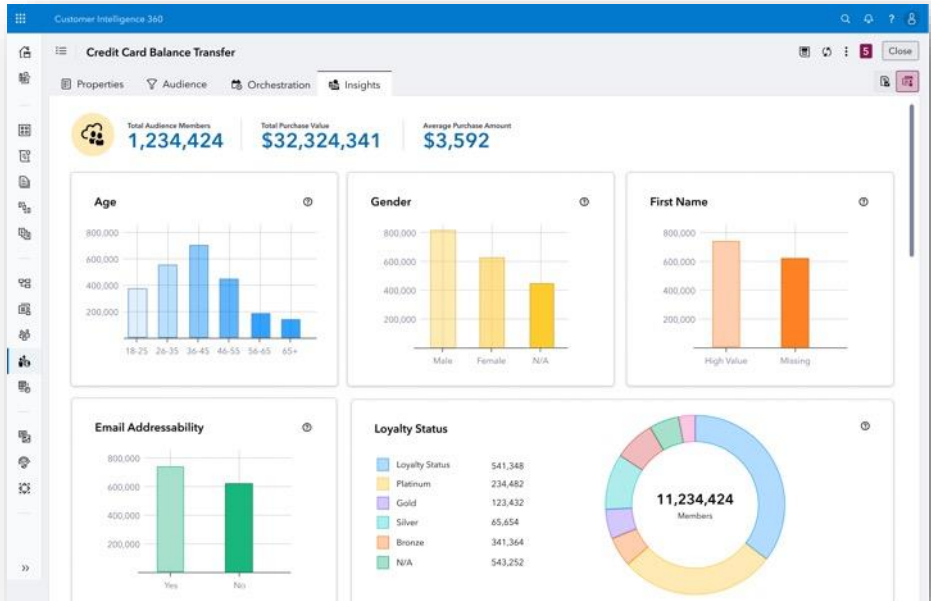 Customer Intelligence 360
?
Credit Card Balance Transfer
5
Close
Properties
Audience
Orchestration
Insights
Total Audience Members
1,234,424
Total Purchase Value
$32,324,341
Average Purchase Amount
$3,592
Age
800,000
600,000
400,000
200,000
18-25 26-35 36-45 46-55 56-65 65+
Gender
800,000
600,000
400,000
200,000
Male Female N/A
First Name
800,000
600,000
400,000
200,000
High Value Missing
Email Addressability
800,000
600,000
400,000
200,000
Yes No
Loyalty Status
Loyalty Status 541,348
Platinum 234,482
Gold 123,432
Silver 65,654
Bronze 341,364
N/A 543,252
11,234,424
Members